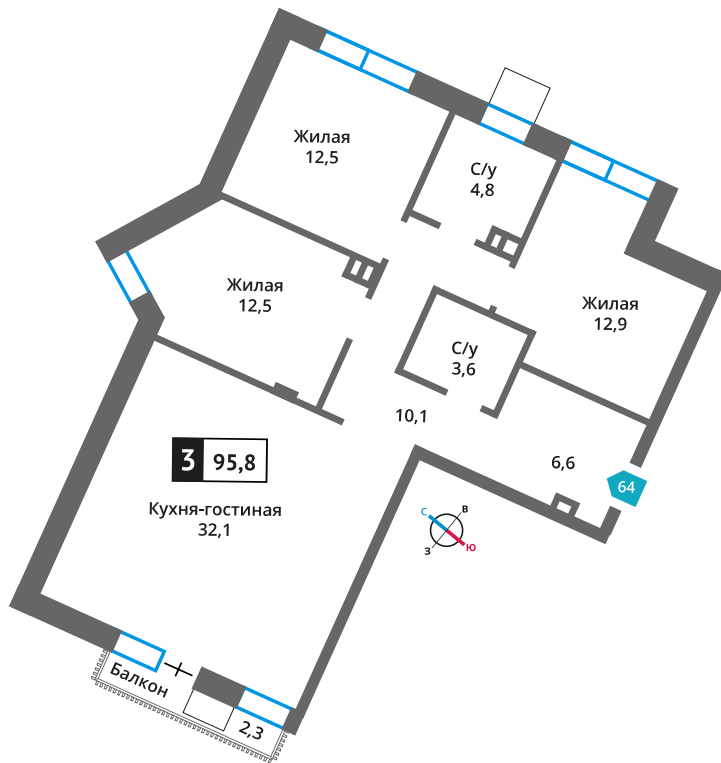 Жилая
12,5
С/у
4,8
Жилая
12,5
Жилая
12,9
С/у
3,6
10,1
6,6
64
3 95,8
Кухня-гостиная
32,1
С
В
З
Ю
Балкон
2,3